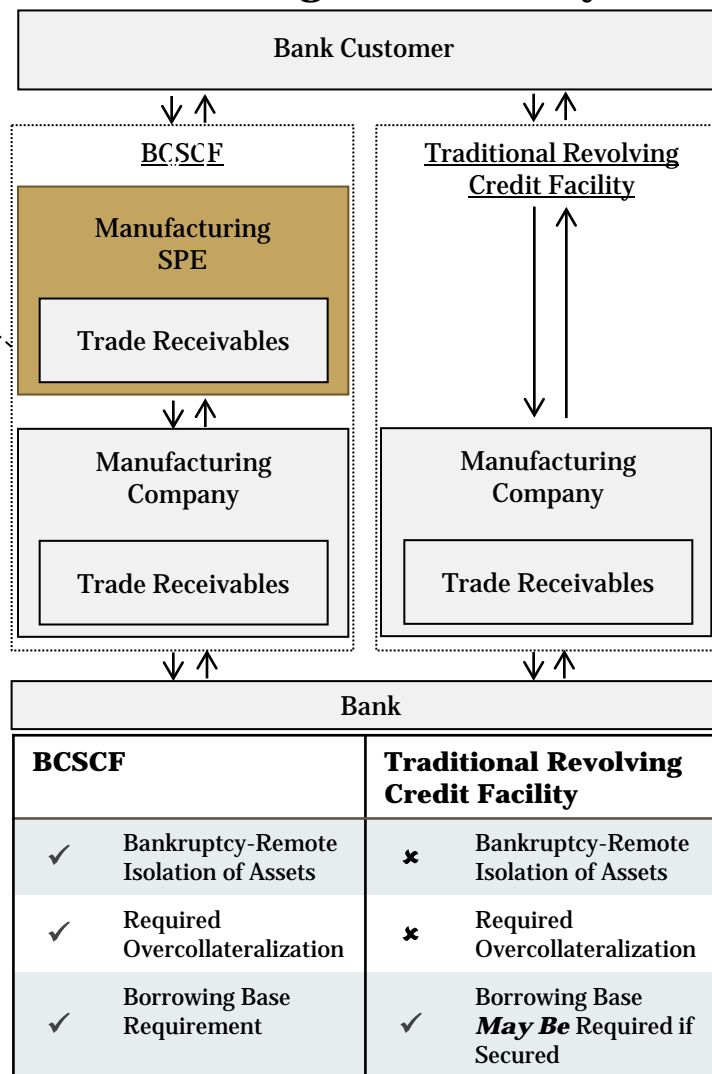 Bank Customer
BCSCF
Traditional Revolving
Credit Facility
Manufacturing
SPE
Trade Receivables
Manufacturing
Company
Trade Receivables
Manufacturing
Company
Trade Receivables
Bank
BCSCF
Traditional Revolving
Credit Facility
✓ Bankruptcy-Remote
Isolation of Assets
✗ Bankruptcy-Remote
Isolation of Assets
✓ Required
Overcollateralization
✗ Required
Overcollateralization
✓ Borrowing Base
Requirement
✓ Borrowing Base
May Be Required if
Secured